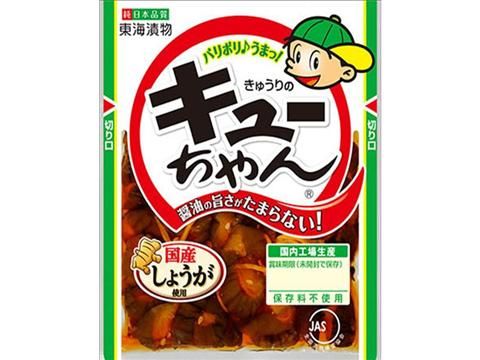 純日本品質
東海漬物
パリポリ♪うまっ!
きゅうりの
キュー
ちゃん
®
醤油の旨さがたまらない!
切り口
切り口
国産
しょうが
使用
国内工場生産
賞味期限(未開封で保存)
保存料不使用
JAS